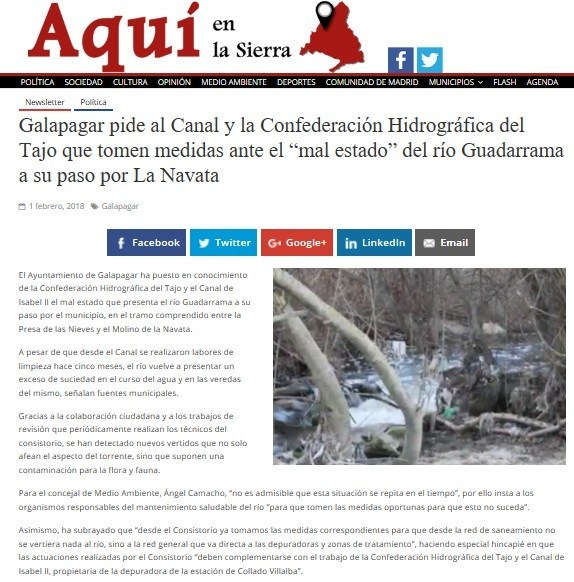 Aquí en
la Sierra
POLÍTICA SOCIEDAD CULTURA OPINIÓN MEDIO AMBIENTE DEPORTES COMUNIDAD DE MADRID MUNICIPIOS FLASH AGENDA
Newsletter Política
Galapagar pide al Canal y la Confederación Hidrográfica del
Tajo que tomen medidas ante el “mal estado” del río Guadarrama
a su paso por La Navata
1 febrero, 2018 Galapagar
Facebook Twitter Google+ LinkedIn Email
El Ayuntamiento de Galapagar ha puesto en conocimiento
de la Confederación Hidrográfica del Tajo y el Canal de
Isabel II el mal estado que presenta el río Guadarrama a su
paso por el municipio, en el tramo comprendido entre la
Presa de las Nieves y el Molino de la Navata.
A pesar de que desde el Canal se realizaron labores de
limpieza hace cinco meses, el río vuelve a presentar un
exceso de suciedad en el curso del agua y en las veredas
del mismo, señalan fuentes municipales.
Gracias a la colaboración ciudadana y a los trabajos de
revisión que periódicamente realizan los técnicos del
consistorio, se han detectado nuevos vertidos que no solo
afean el aspecto del torrente, sino que suponen una
contaminación para la flora y fauna.
Para el concejal de Medio Ambiente, Ángel Camacho, “no es admisible que esta situación se repita en el tiempo”, por ello insta a los
organismos responsables del mantenimiento saludable del río “para que tomen las medidas oportunas para que esto no suceda”.
Asimismo, ha subrayado que “desde el Consistorio ya tomamos las medidas correspondientes para que desde la red de saneamiento no
se vertiera nada al río, sino a la red general que va directa a las depuradoras y zonas de tratamiento”, haciendo especial hincapié en que
las actuaciones realizadas por el Consistorio “deben complementarse con el trabajo de la Confederación Hidrográfica del Tajo y el Canal de
Isabel II, propietaria de la depuradora de la estación de Collado Villalba”.